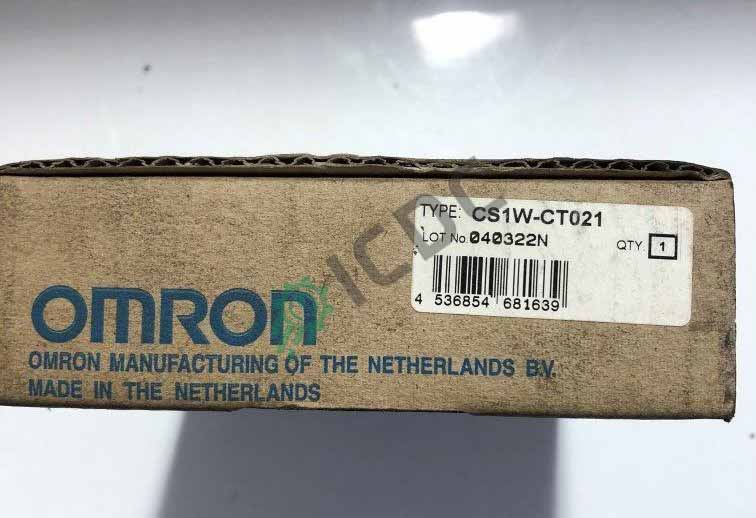 TYPE: CS1W-CT021
LOT No. 040322N
QTY 1
4 536854 681639
ICDC
OMRON
OMRON MANUFACTURING OF THE NETHERLANDS B.V.
MADE IN THE NETHERLANDS